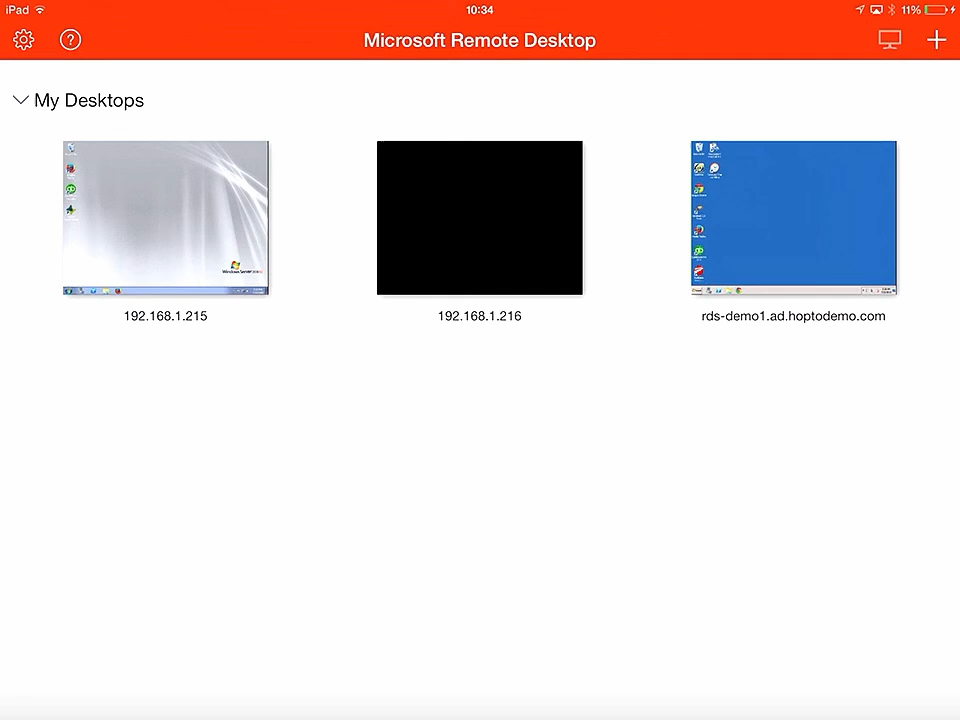 iPad
10:34
11%
Microsoft Remote Desktop
My Desktops
192.168.1.215
192.168.1.216
rds-demo1.ad.hoptodemo.com